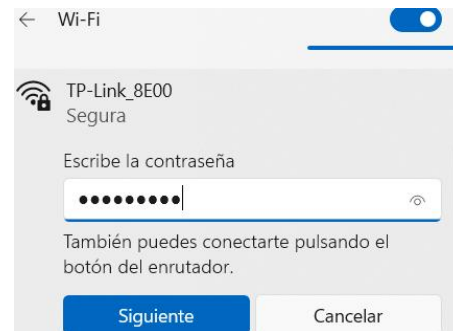 Wi-Fi
TP-Link_8E00
Segura
Escribe la contraseña
También puedes conectarte pulsando el
botón del enrutador.
Siguiente Cancelar